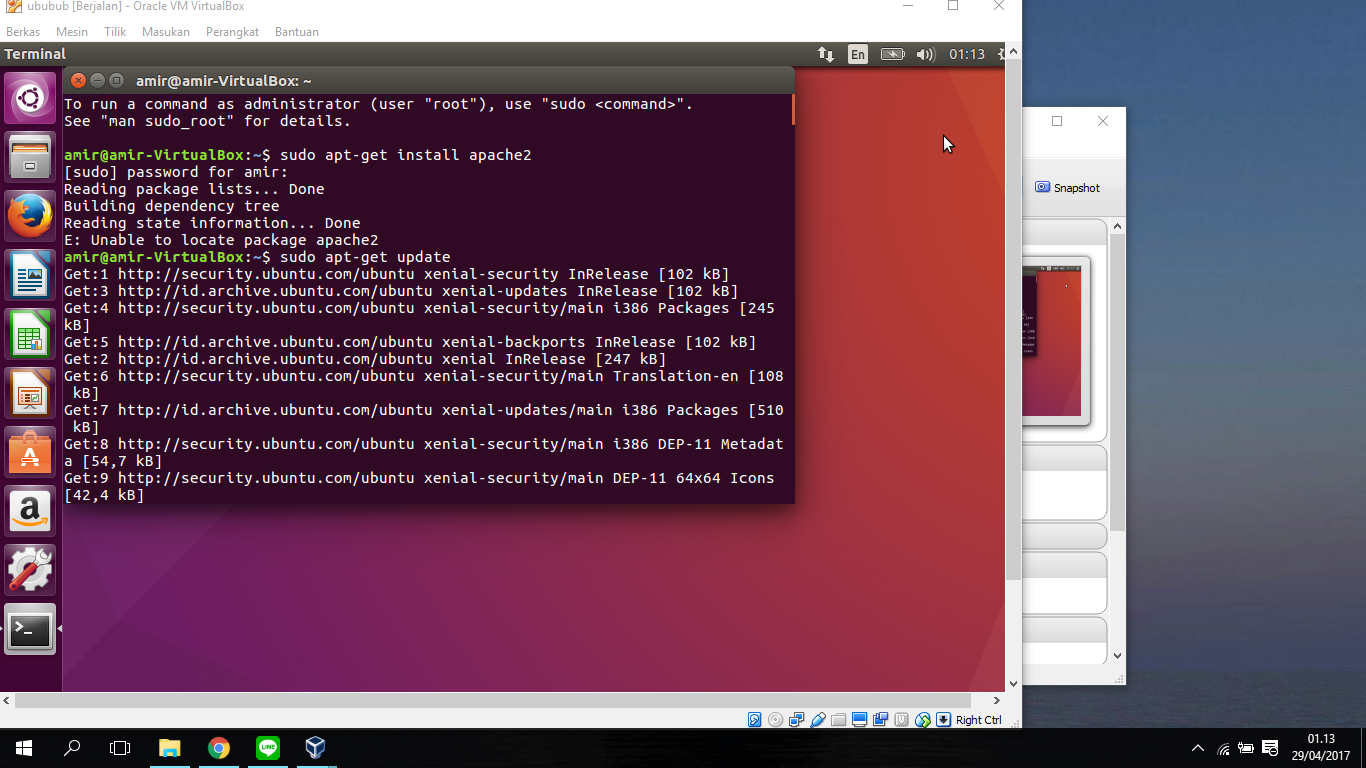 ububub [Berjalan] - Oracle VM VirtualBox
Berkas Mesin Tilik Masukan Perangkat Bantuan
Terminal En 01:13
amir@amir-VirtualBox: ~
To run a command as administrator (user "root"), use "sudo <command>".
See "man sudo_root" for details.
amir@amir-VirtualBox:~$ sudo apt-get install apache2
[sudo] password for amir:
Reading package lists... Done
Building dependency tree
Reading state information... Done
E: Unable to locate package apache2
amir@amir-VirtualBox:~$ sudo apt-get update
Get:1 http://security.ubuntu.com/ubuntu xenial-security InRelease [102 kB]
Get:3 http://id.archive.ubuntu.com/ubuntu xenial-updates InRelease [102 kB]
Get:4 http://security.ubuntu.com/ubuntu xenial-security/main i386 Packages [245
kB]
Get:5 http://id.archive.ubuntu.com/ubuntu xenial-backports InRelease [102 kB]
Get:2 http://id.archive.ubuntu.com/ubuntu xenial InRelease [247 kB]
Get:6 http://security.ubuntu.com/ubuntu xenial-security/main Translation-en [108
kB]
Get:7 http://id.archive.ubuntu.com/ubuntu xenial-updates/main i386 Packages [510
kB]
Get:8 http://security.ubuntu.com/ubuntu xenial-security/main i386 DEP-11 Metadat
a [54,7 kB]
Get:9 http://security.ubuntu.com/ubuntu xenial-security/main DEP-11 64x64 Icons
[42,4 kB]
Snapshot
Right Ctrl
LINE
01.13
29/04/2017